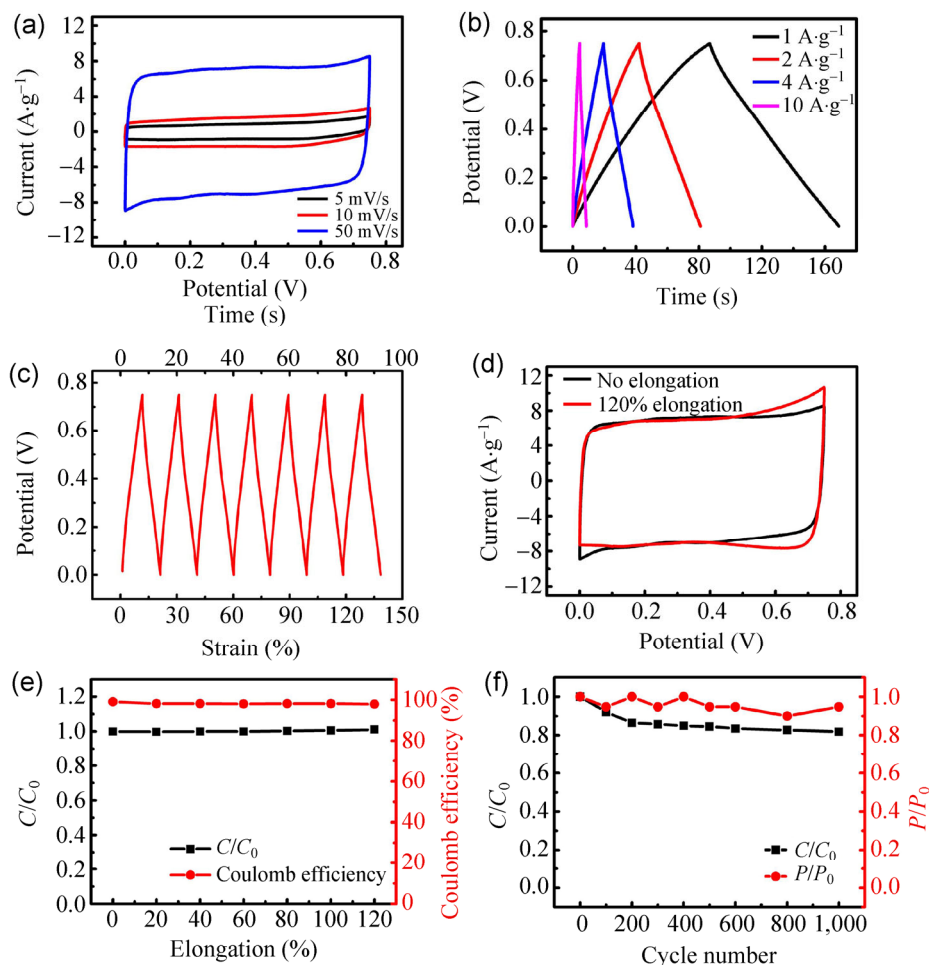 (a)
Current (A·g⁻¹)
12
8
4
0
−4
−8
−12
5 mV/s
10 mV/s
50 mV/s
0.0 0.2 0.4 0.6 0.8
Potential (V)
Time (s)
(b)
Potential (V)
0.8
0.4
0.0
1 A·g⁻¹
2 A·g⁻¹
4 A·g⁻¹
10 A·g⁻¹
0 40 80 120 160
Time (s)
(c)
0 20 40 60 80 100
Potential (V)
0.8
0.6
0.4
0.2
0.0
0 30 60 90 120 150
Strain (%)
(d)
Current (A·g⁻¹)
12
8
4
0
−4
−8
−12
No elongation
120% elongation
0.0 0.2 0.4 0.6 0.8
Potential (V)
(e)
C/C₀
1.2
1.0
0.8
0.6
0.4
0.2
0.0
C/C₀
Coulomb efficiency
100
80
60
40
20
0
Coulomb efficiency (%)
0 20 40 60 80 100 120
Elongation (%)
(f)
C/C₀
1.0
0.8
0.6
0.4
0.2
0.0
C/C₀
P/P₀
1.0
0.8
0.6
0.4
0.2
0.0
P/P₀
0 200 400 600 800 1,000
Cycle number